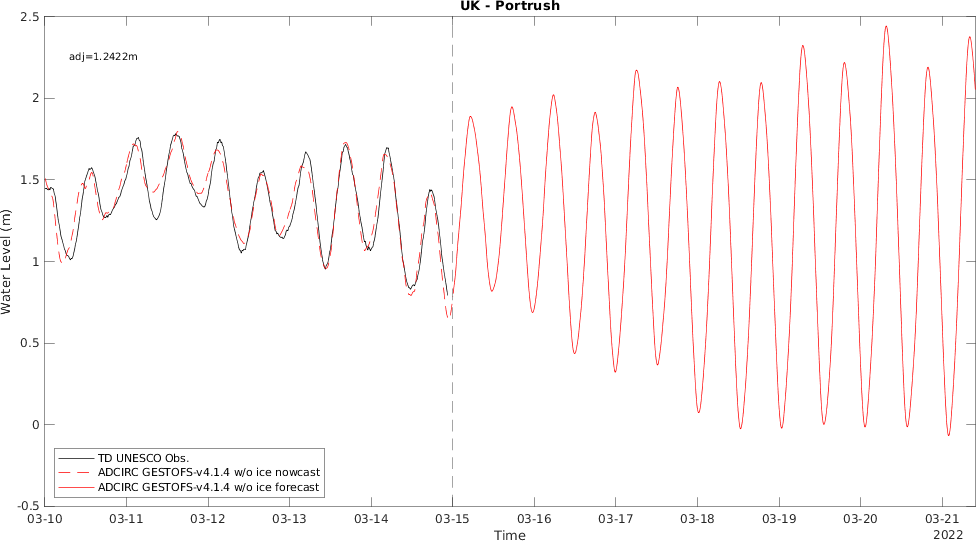 UK - Portrush
adj=1.2422m
Water Level (m)
2.5
2
1.5
1
0.5
0
-0.5
TD UNESCO Obs.
ADCIRC GESTOFS-v4.1.4 w/o ice nowcast
ADCIRC GESTOFS-v4.1.4 w/o ice forecast
03-10 03-11 03-12 03-13 03-14 03-15 03-16 03-17 03-18 03-19 03-20 03-21
Time
2022